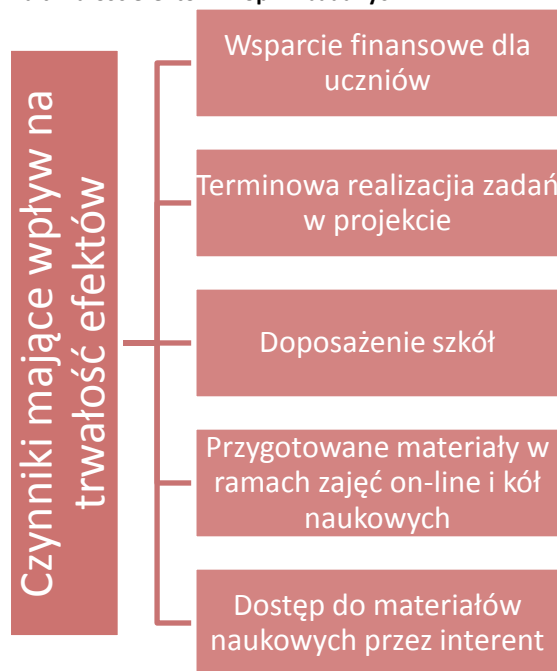 Czynniki mające wpływ na
trwałość efektów
Wsparcie finansowe dla
uczniów
Terminowa realizacjia zadań
w projekcie
Doposażenie szkół
Przygotowane materiały w
ramach zajęć on-line i kół
naukowych
Dostęp do materiałów
naukowych przez interent